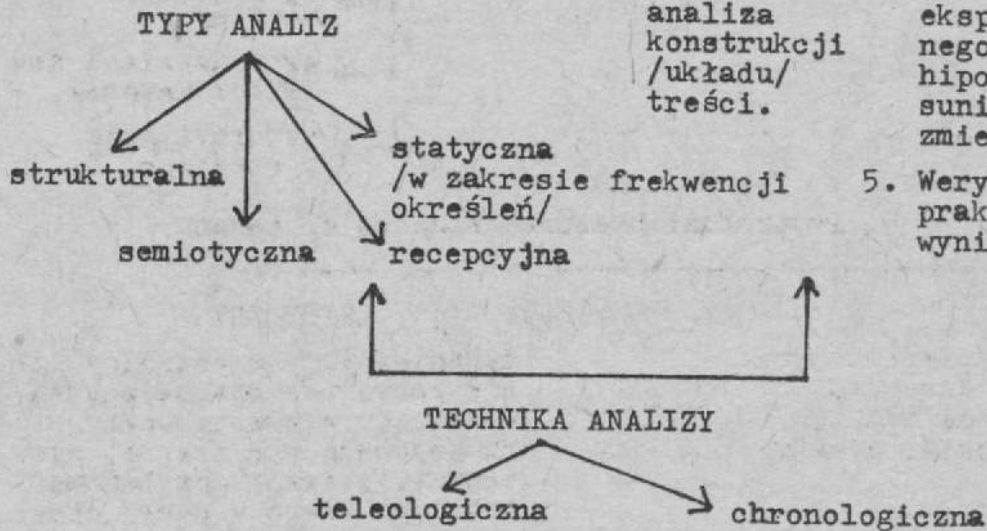 TYPY ANALIZ
strukturalna
semiotyczna
statyczna
/w zakresie frekwencji
określeń/
recepcyjna
analiza
konstrukcji
/układu/
treści.
eksp
nego
hipo
suni
zmie
5. Wery
prak
wyni
TECHNIKA ANALIZY
teleologiczna
chronologiczna